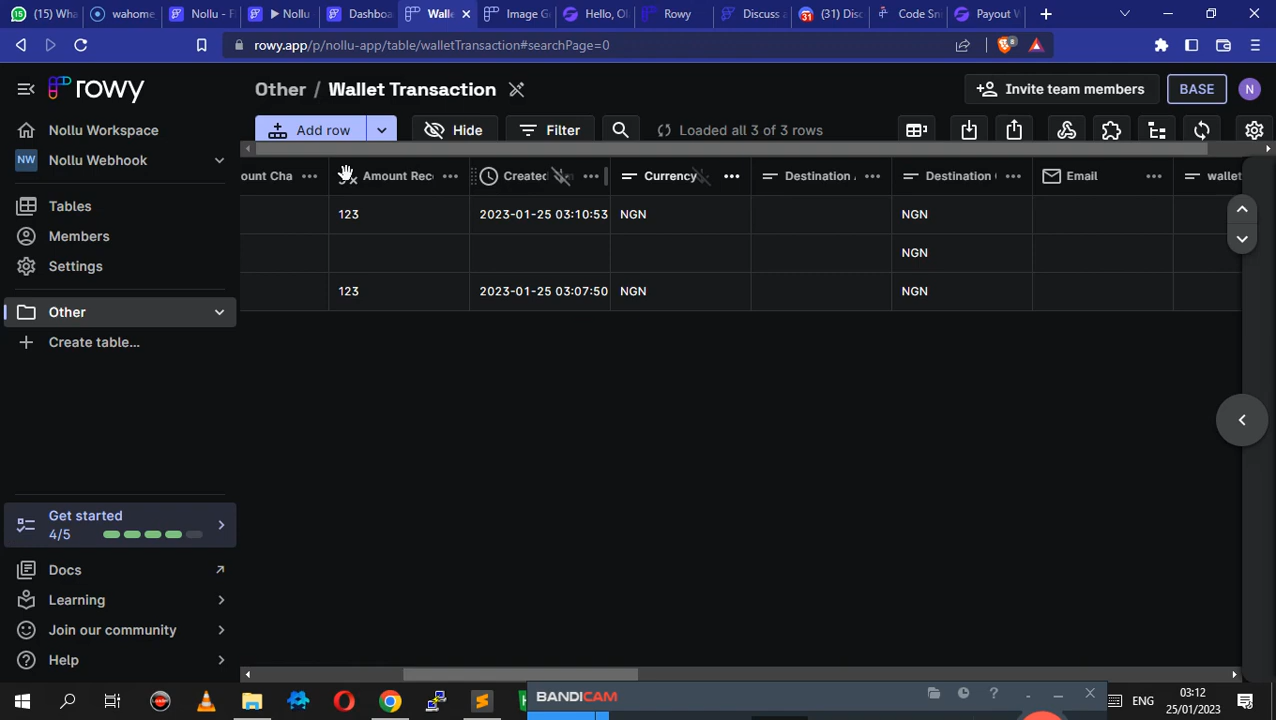 (15) Wha
wahome
Nollu - F
Nollu
Dashboa
Wall
Image G
Hello, Ol
Rowy
Discuss a
31
(31) Disc
Code Sn
Payout W
rowy.app/p/nollu-app/table/walletTransaction#searchPage=0
rowy
Other / Wallet Transaction
Invite team members
BASE
N
Nollu Workspace
Add row
Hide
Filter
Loaded all 3 of 3 rows
NW
Nollu Webhook
ount Cha
Amount Rec
Created
Currency
Destination
Destination
Email
wallet
Tables
123
2023-01-25 03:10:53
NGN
NGN
Members
NGN
Settings
123
2023-01-25 03:07:50
NGN
NGN
Other
Create table...
Get started
4/5
Docs
Learning
Join our community
Help
BANDICAM
ENG
03:12
25/01/2023